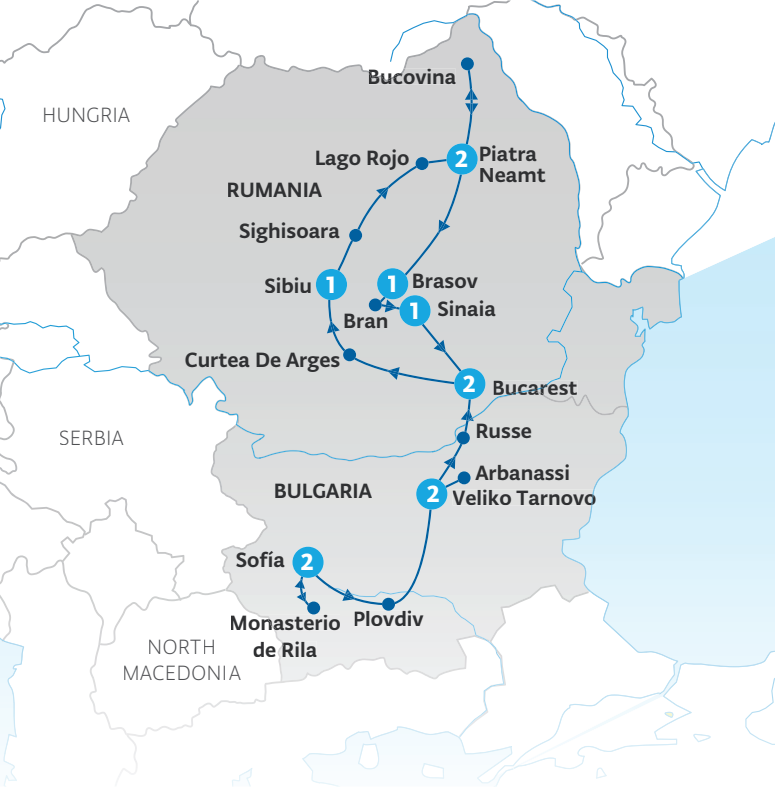 Bucovina
HUNGRIA
Lago Rojo
2
Piatra
Neamt
RUMANIA
Sighisoara
Sibiu
1
1
Brasov
Bran
1
Sinaia
Curtea De Arges
2
Bucarest
Russe
SERBIA
Arbanassi
BULGARIA
2
Veliko Tarnovo
Sofía
2
Monasterio
de Rila
Plovdiv
NORTH
MACEDONIA